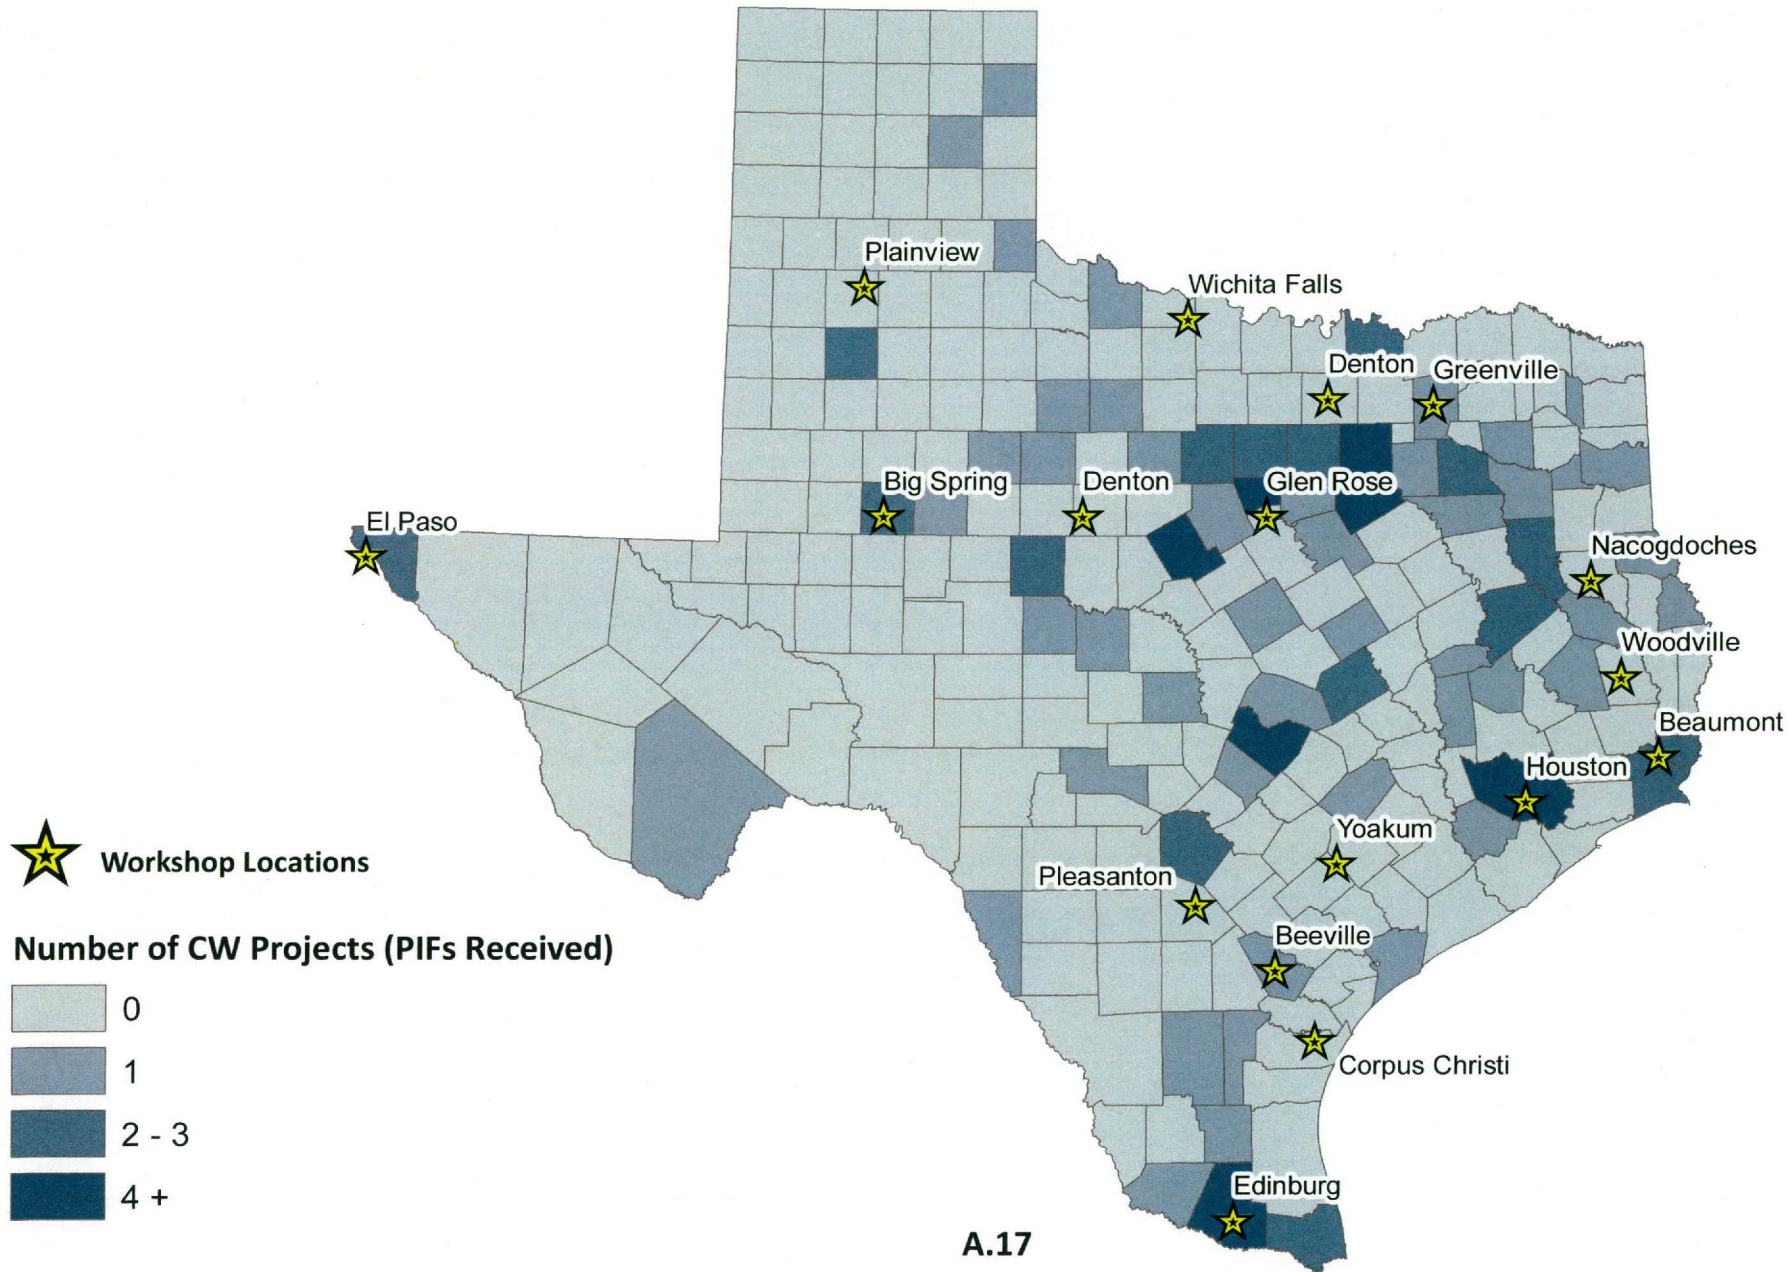 Plainview
Wichita Falls
Denton
Greenville
Big Spring
Denton
Glen Rose
El Paso
Nacogdoches
Woodville
Beaumont
Houston
Yoakum
Pleasanton
Beeville
Corpus Christi
Edinburg
Workshop Locations
Number of CW Projects (PIFs Received)
0
1
2 - 3
4 +
A.17